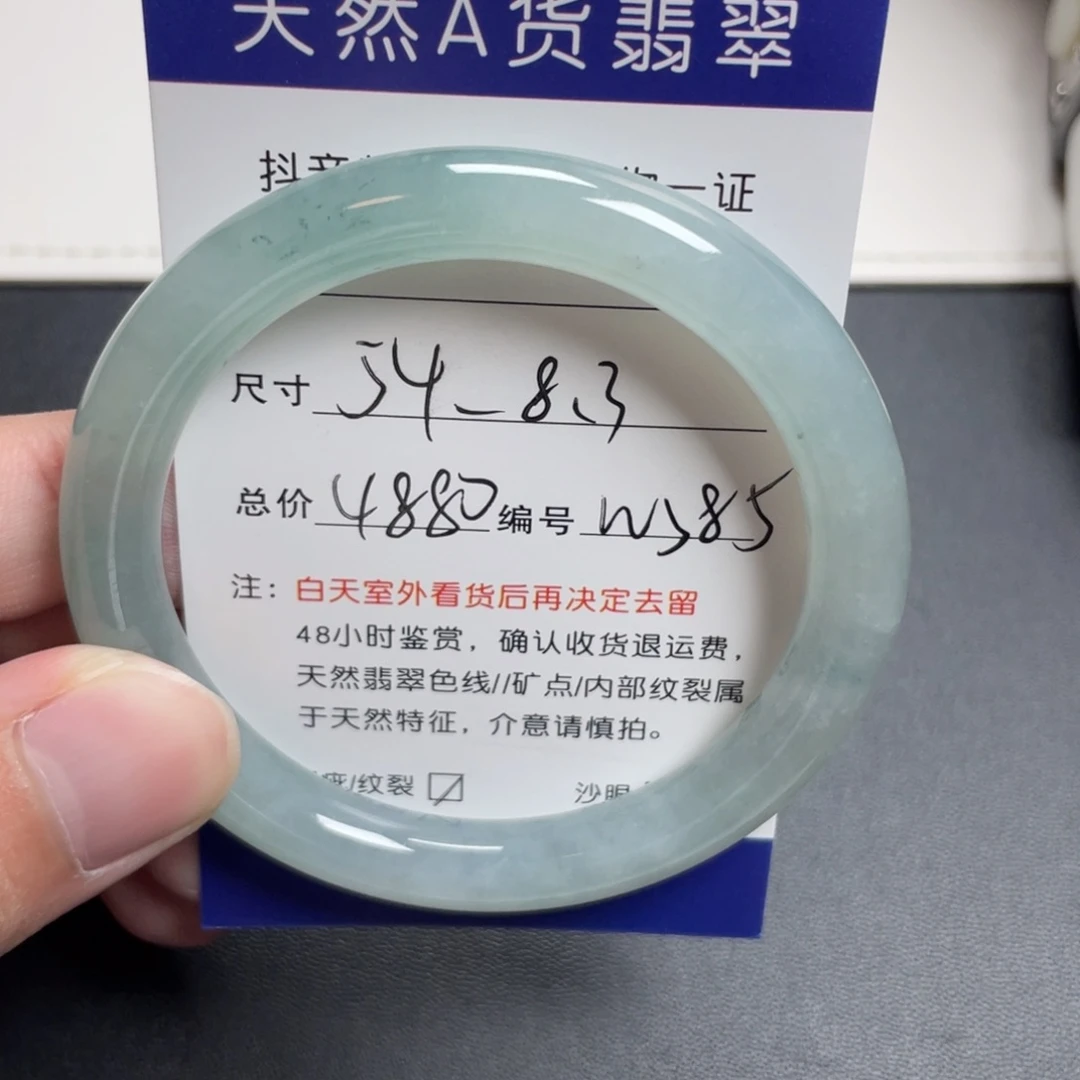 天然A货翡翠
抖音 一证
尺寸 54-8.3
总价 4880 编号
注：白天室外看货后再决定去留
48小时鉴赏，确认收货退运费，
天然翡翠色线//矿点/内部纹裂属
于天然特征，介意请慎拍。
/纹裂 沙眼